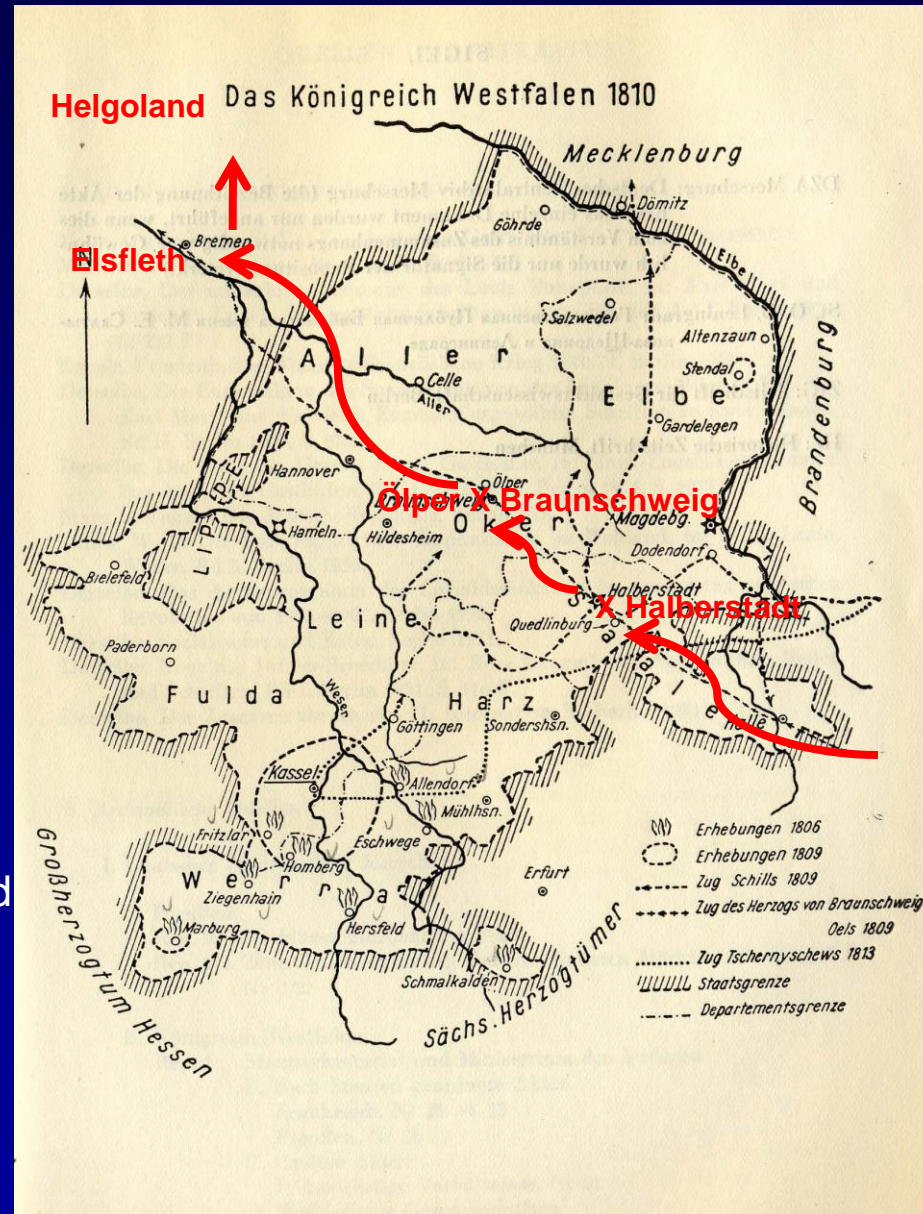 Helgoland
Das Königreich Westfalen 1810
Mecklenburg
Dömitz
Göhrde
Bremen
Elsfleth
N
Elbe
Salzwedel
Altenzaun
Stendal
Brandenburg
Aller
Celle
Aller
Elbe
Gardelegen
Hannover
Ölper
Ölper X Braunschweig
LIPPE
Hameln
Hildesheim
Oker
Magdebg.
Dodendorf
Bielefeld
Halberstadt
X Halberstadt
Quedlinburg
Saale
Leine
Paderborn
Fulda
Weser
Harz
Halle
Göttingen
Sondershsn.
Kassel
Allendorf
Mühlhsn.
Fritzlar
Eschwege
Homberg
Erfurt
Werra
Ziegenhain
Marburg
Hersfeld
Schmalkalden
Großherzogtum Hessen
Sächs. Herzogtümer
Erhebungen 1806
Erhebungen 1809
Zug Schills 1809
Zug des Herzogs von Braunschweig
Oels 1809
Zug Tschernyschews 1813
Staatsgrenze
Departementsgrenze
d